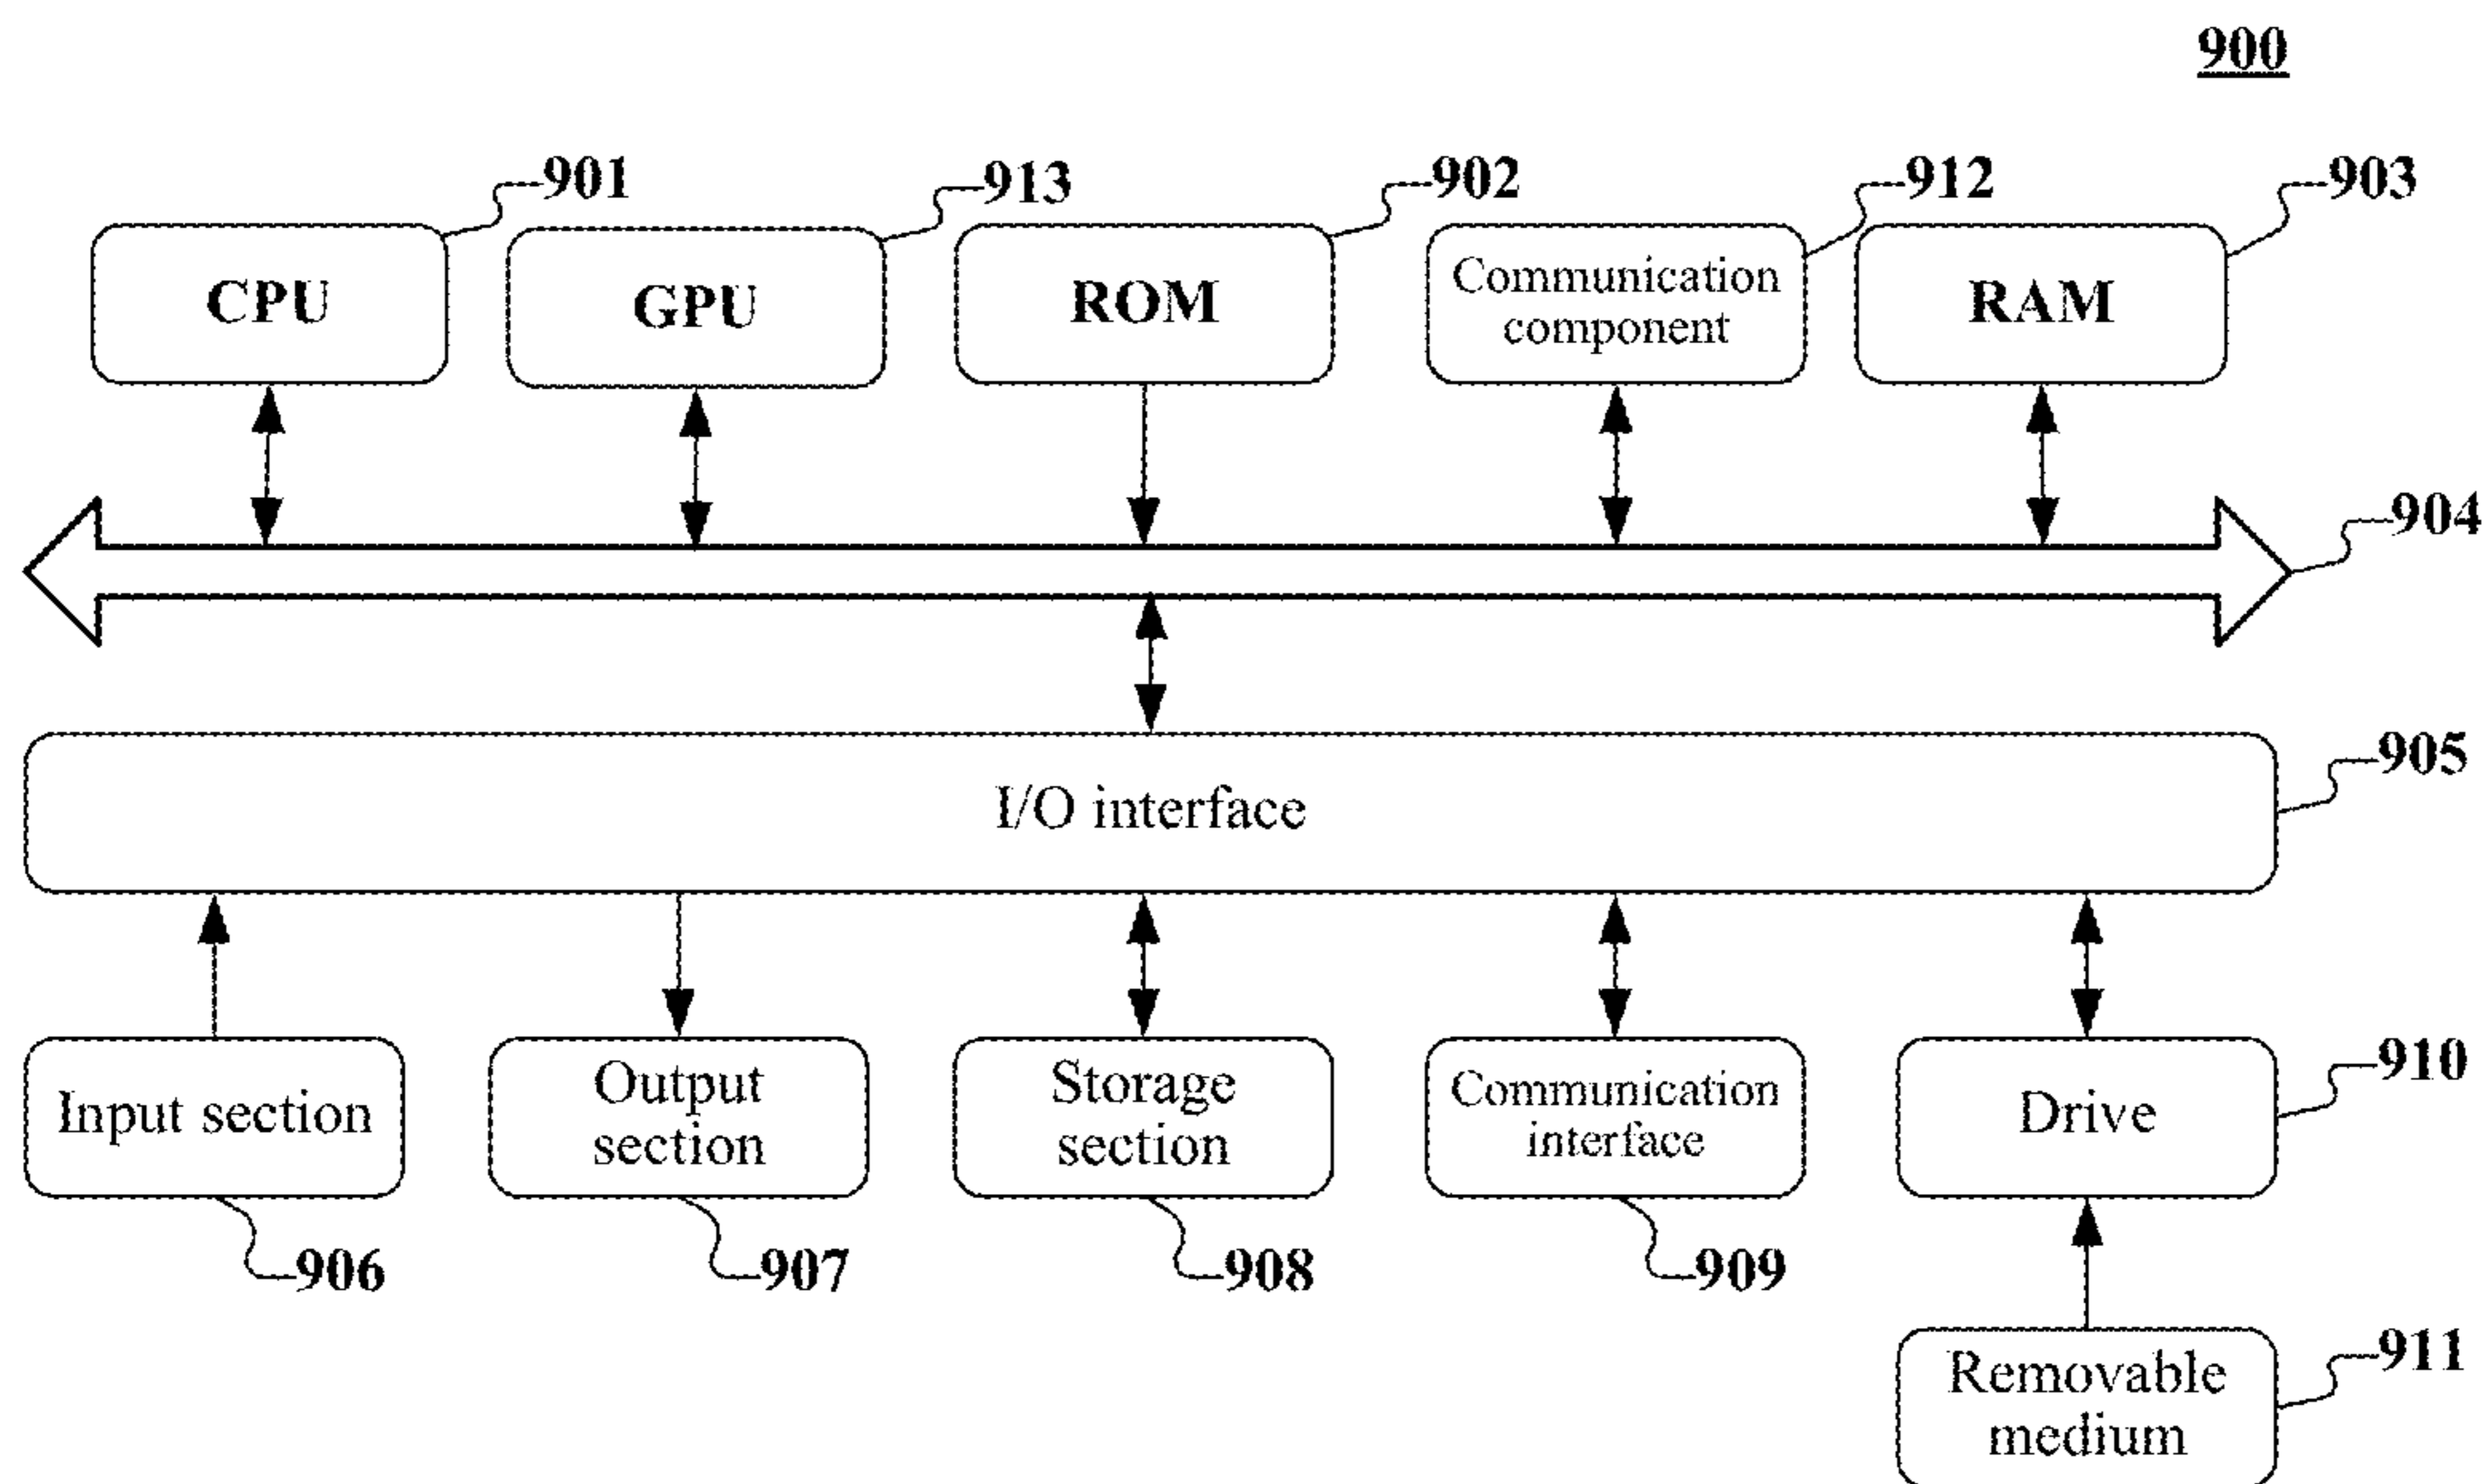 900
901
913
902
912
903
CPU
GPU
ROM
Communication
component
RAM
904
905
I/O interface
910
Input section
Output
section
Storage
section
Communication
interface
Drive
906
907
908
909
911
Removable
medium